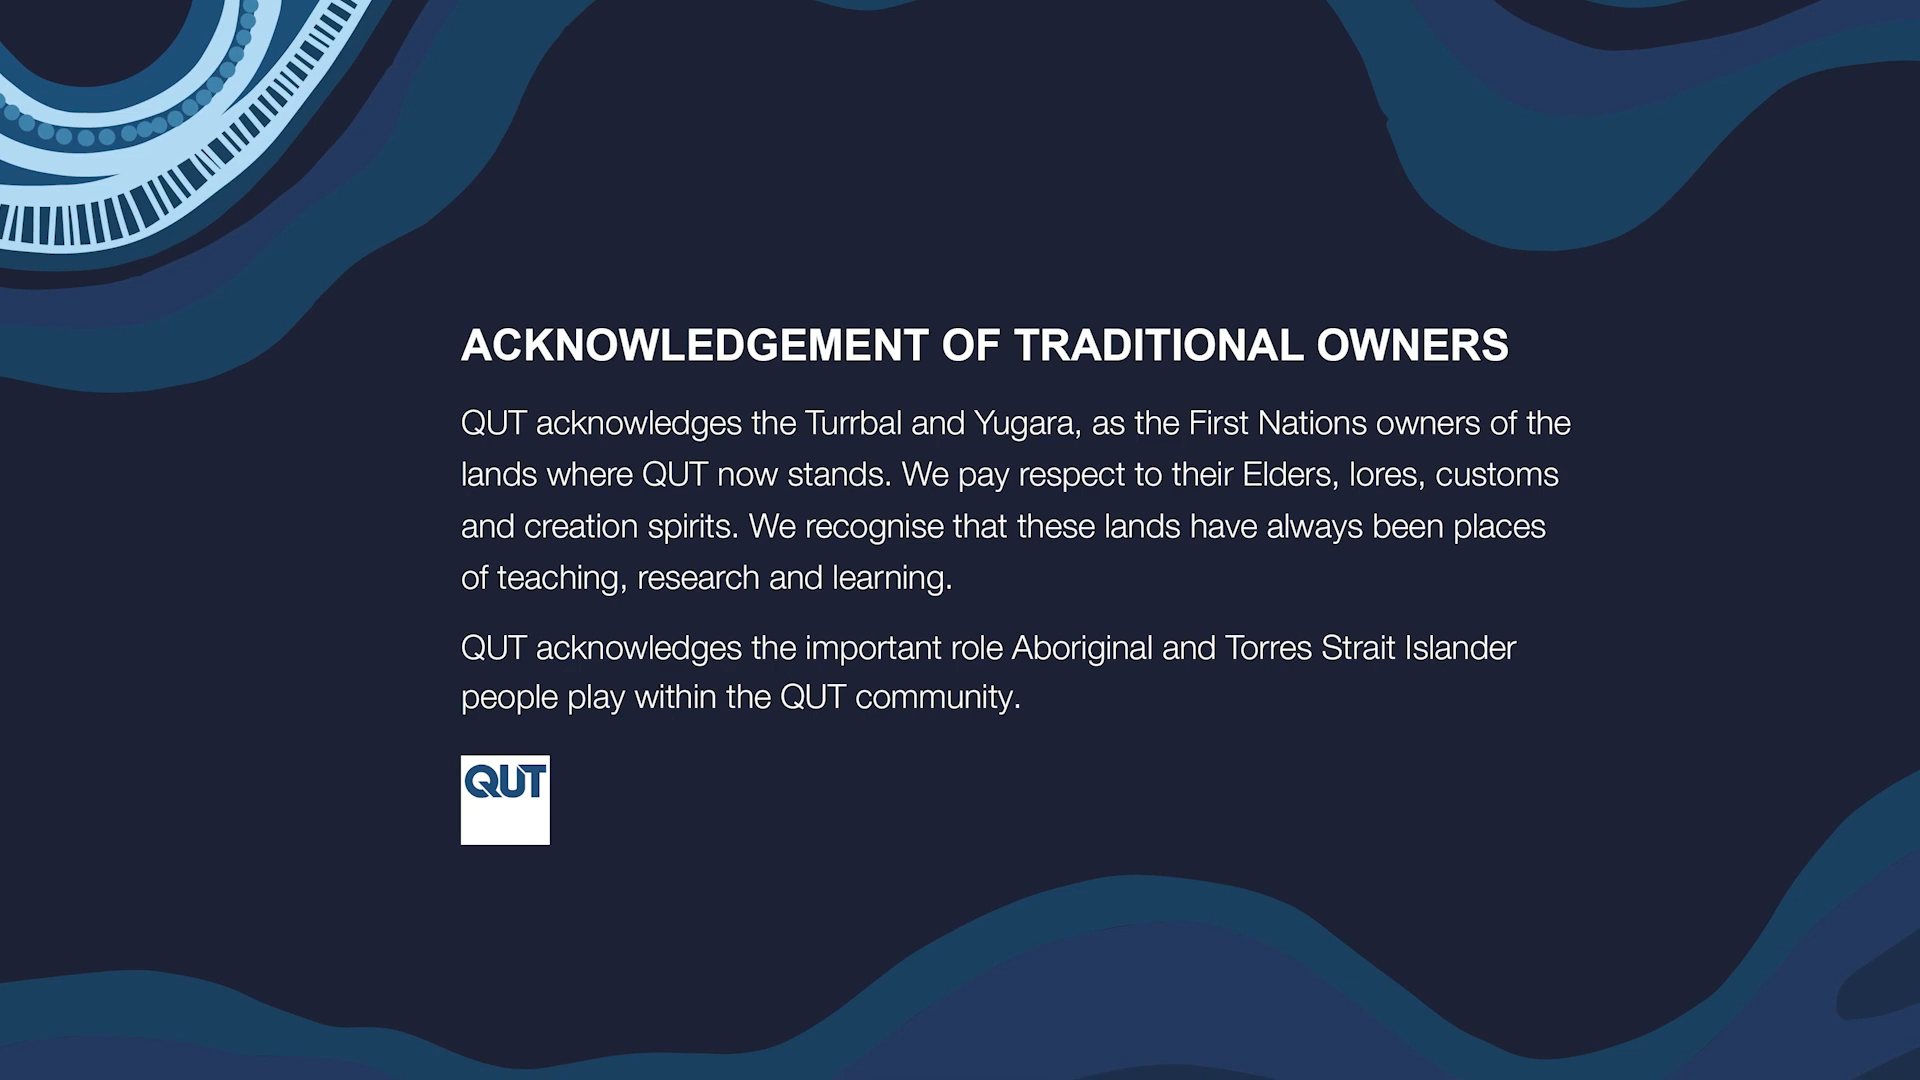 ACKNOWLEDGEMENT OF TRADITIONAL OWNERS
QUT acknowledges the Turrbal and Yugara, as the First Nations owners of the
lands where QUT now stands. We pay respect to their Elders, lores, customs
and creation spirits. We recognise that these lands have always been places
of teaching, research and learning.
QUT acknowledges the important role Aboriginal and Torres Strait Islander
people play within the QUT community.
QUT